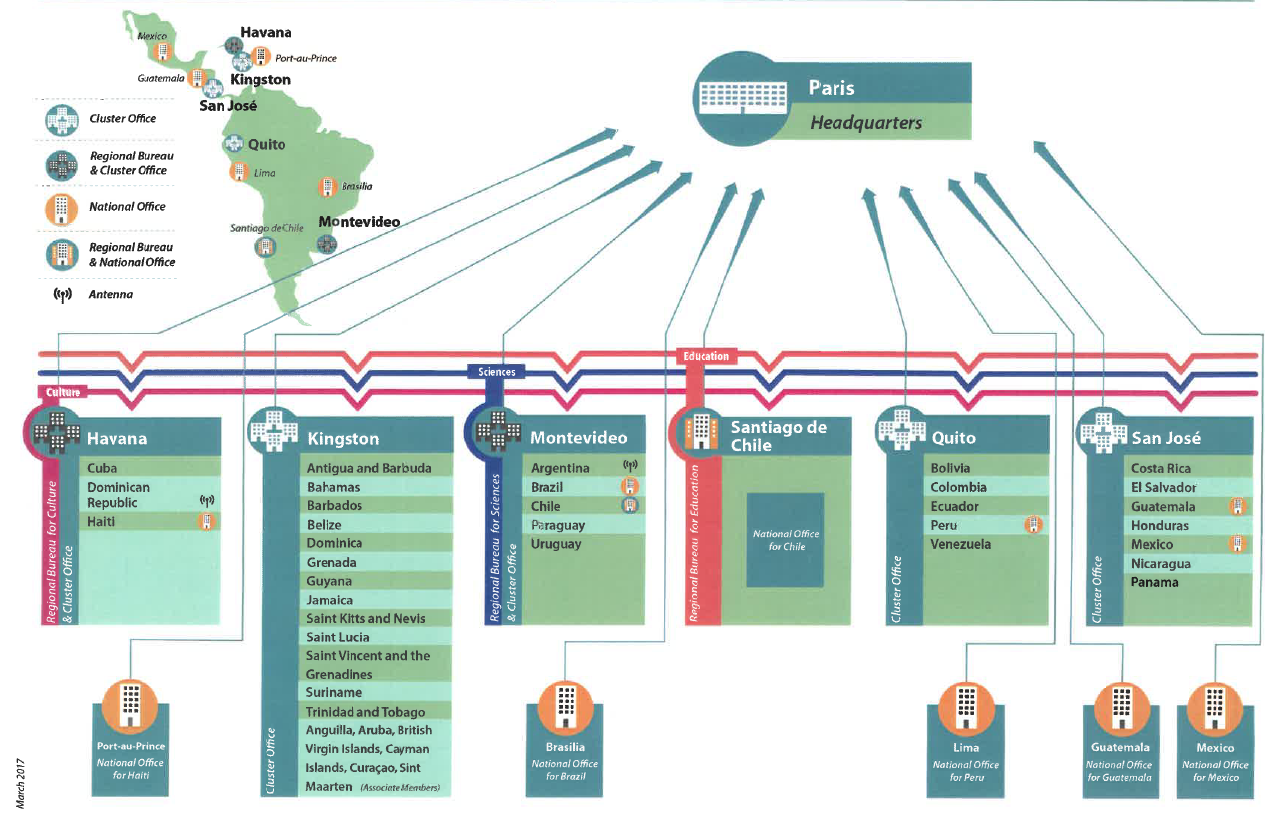 Mexico
Havana
Port-au-Prince
Guatemala
Kingston
San José
Quito
Lima
Brasilia
Santiago de Chile
Montevideo
Cluster Office
Regional Bureau
& Cluster Office
National Office
Regional Bureau
& National Office
Antenna
Paris
Headquarters
Education
Sciences
Culture
Havana
Cuba
Dominican
Republic
Haiti
Regional Bureau for Culture
& Cluster Office
Kingston
Antigua and Barbuda
Bahamas
Barbados
Belize
Dominica
Grenada
Guyana
Jamaica
Saint Kitts and Nevis
Saint Lucia
Saint Vincent and the
Grenadines
Suriname
Trinidad and Tobago
Anguilla, Aruba, British
Virgin Islands, Cayman
Islands, Curaçao, Sint
Maarten (Associate Members)
Cluster Office
Montevideo
Argentina
Brazil
Chile
Paraguay
Uruguay
Regional Bureau for Sciences
& Cluster Office
Santiago de
Chile
Regional Bureau for Education
National Office
for Chile
Quito
Bolivia
Colombia
Ecuador
Peru
Venezuela
Cluster Office
San José
Costa Rica
El Salvador
Guatemala
Honduras
Mexico
Nicaragua
Panama
Cluster Office
Port-au-Prince
National Office
for Haiti
Brasilia
National Office
for Brazil
Lima
National Office
for Peru
Guatemala
National Office
for Guatemala
Mexico
National Office
for Mexico
March 2017